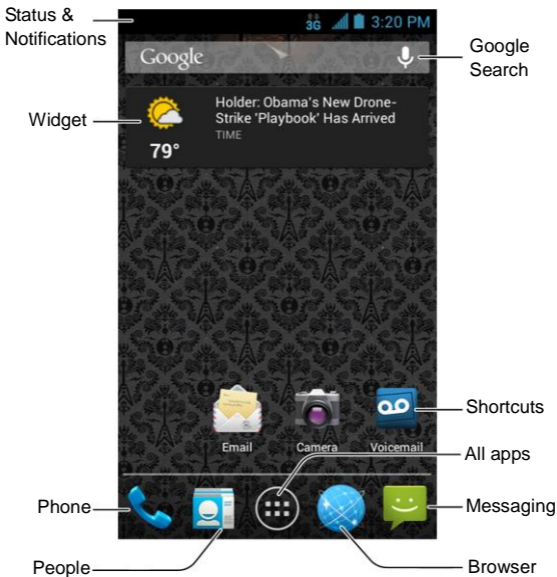 Status &
Notifications
3G 3:20 PM
Google
Google
Search
Widget
Holder: Obama's New Drone-
Strike 'Playbook' Has Arrived
TIME
79°
Shortcuts
Email Camera Voicemail
All apps
Phone
Messaging
People
Browser